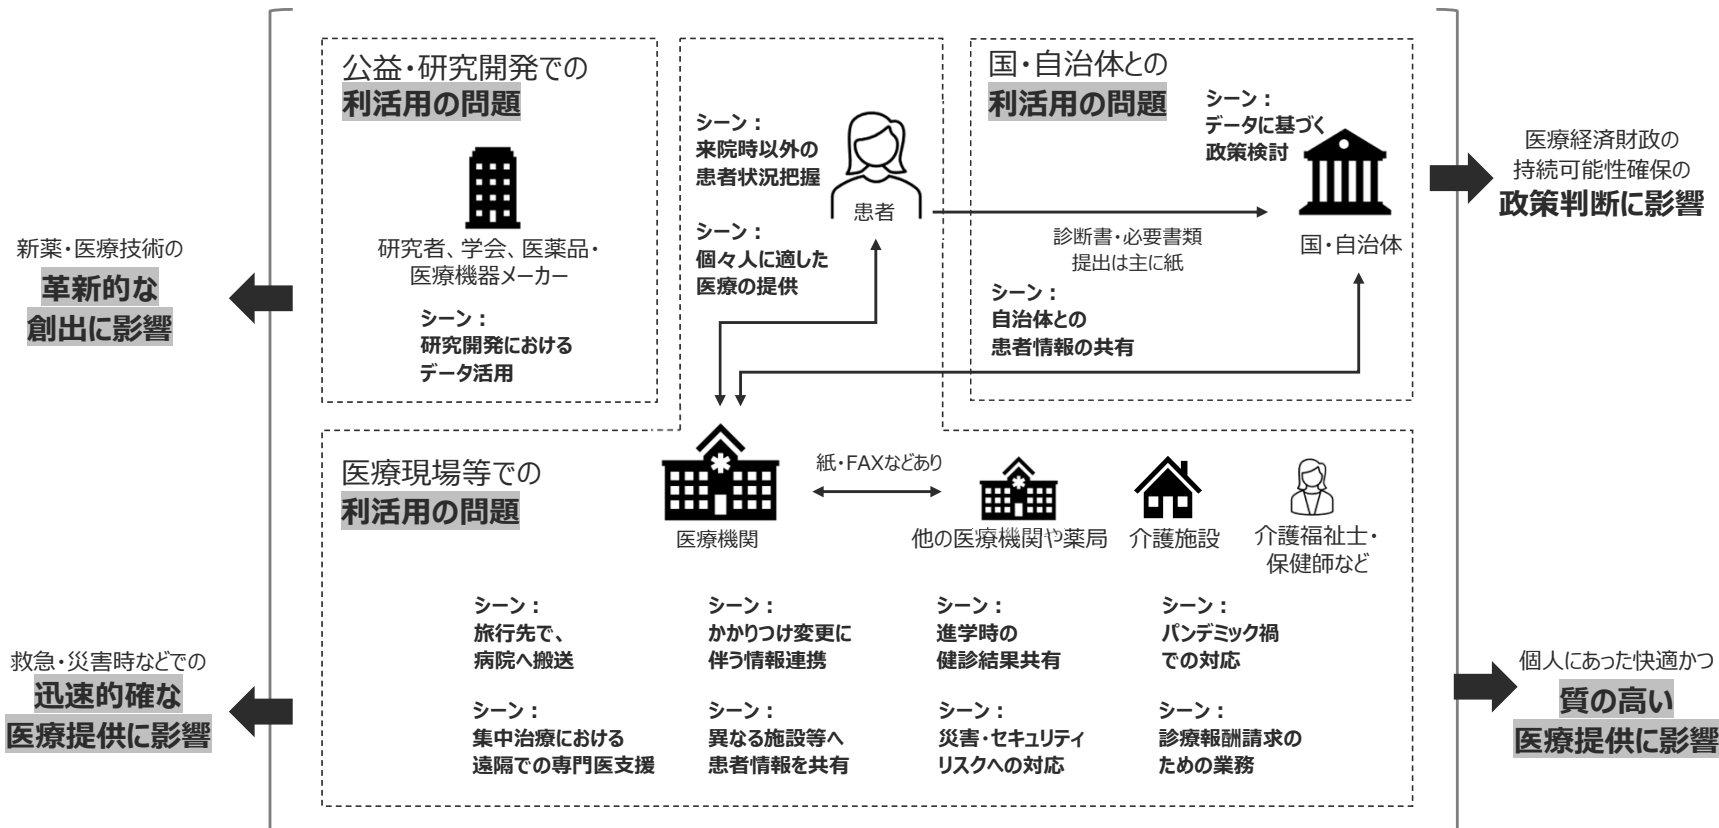 公益・研究開発での
利活用の問題
研究者、学会、医薬品・
医療機器メーカー
シーン：
研究開発における
データ活用
シーン：
来院時以外の
患者状況把握
患者
シーン：
個々人に適した
医療の提供
国・自治体との
利活用の問題
シーン：
データに基づく
政策検討
国・自治体
診断書・必要書類
提出は主に紙
シーン：
自治体との
患者情報の共有
医療現場等での
利活用の問題
医療機関
紙・FAXなどあり
他の医療機関や薬局
介護施設
介護福祉士・
保健師など
シーン：
旅行先で、
病院へ搬送
シーン：
かかりつけ変更に
伴う情報連携
シーン：
進学時の
健診結果共有
シーン：
パンデミック禍
での対応
シーン：
集中治療における
遠隔での専門医支援
シーン：
異なる施設等へ
患者情報を共有
シーン：
災害・セキュリティ
リスクへの対応
シーン：
診療報酬請求の
ための業務
新薬・医療技術の
革新的な
創出に影響
救急・災害時などでの
迅速的確な
医療提供に影響
医療経済財政の
持続可能性確保の
政策判断に影響
個人にあった快適かつ
質の高い
医療提供に影響